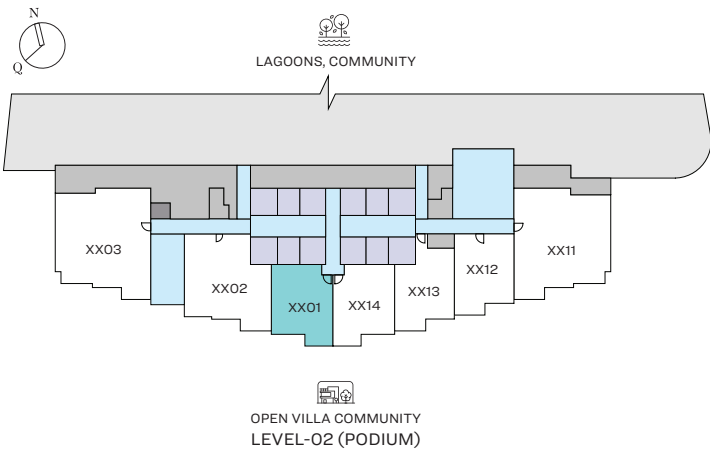 N
Q
LAGOONS, COMMUNITY
XX03
XX02
XX01
XX14
XX13
XX12
XX11
OPEN VILLA COMMUNITY
LEVEL-02 (PODIUM)